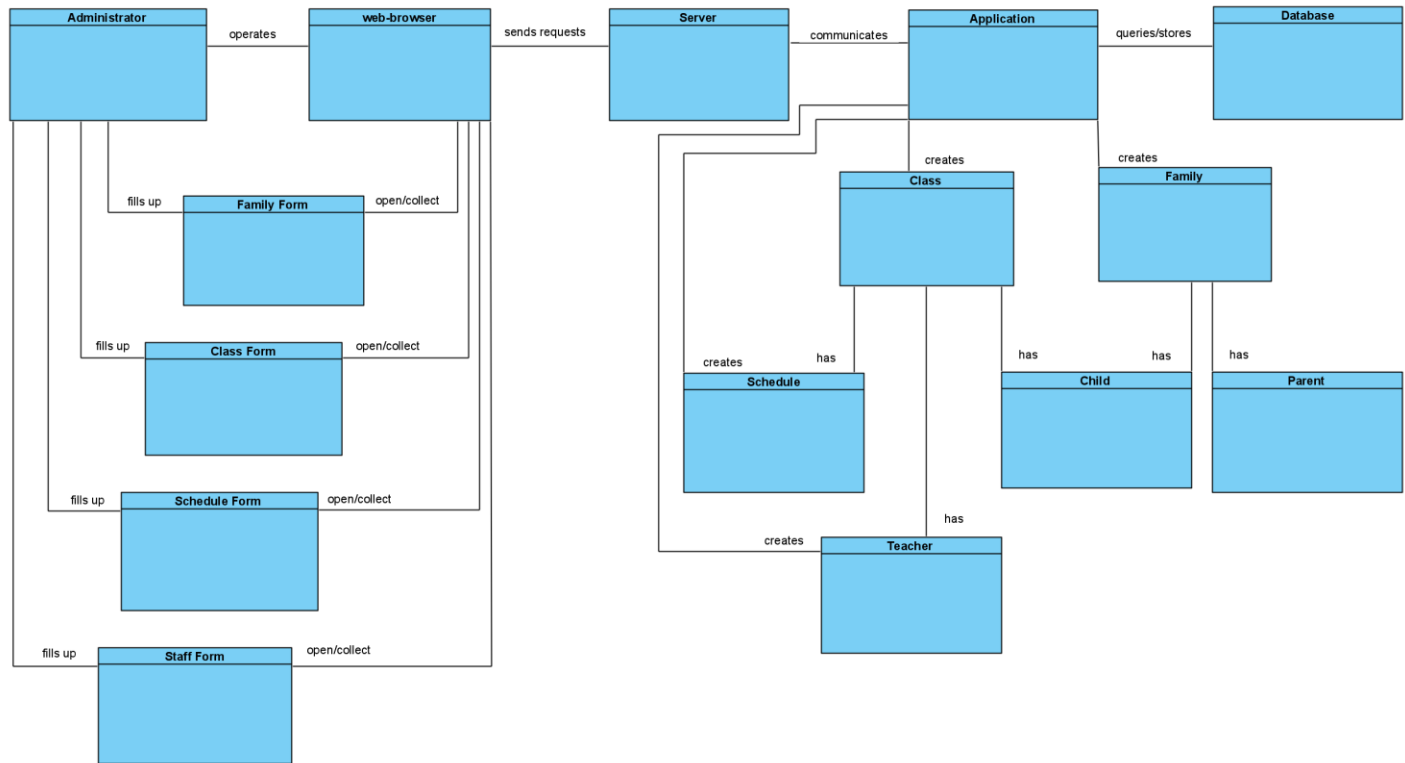 Administrator
operates
web-browser
sends requests
Server
communicates
Application
queries/stores
Database
creates
Class
creates
Family
fills up
Family Form
open/collect
fills up
Class Form
open/collect
creates
has
has
has
has
Schedule
Child
Parent
fills up
Schedule Form
open/collect
has
creates
Teacher
fills up
Staff Form
open/collect